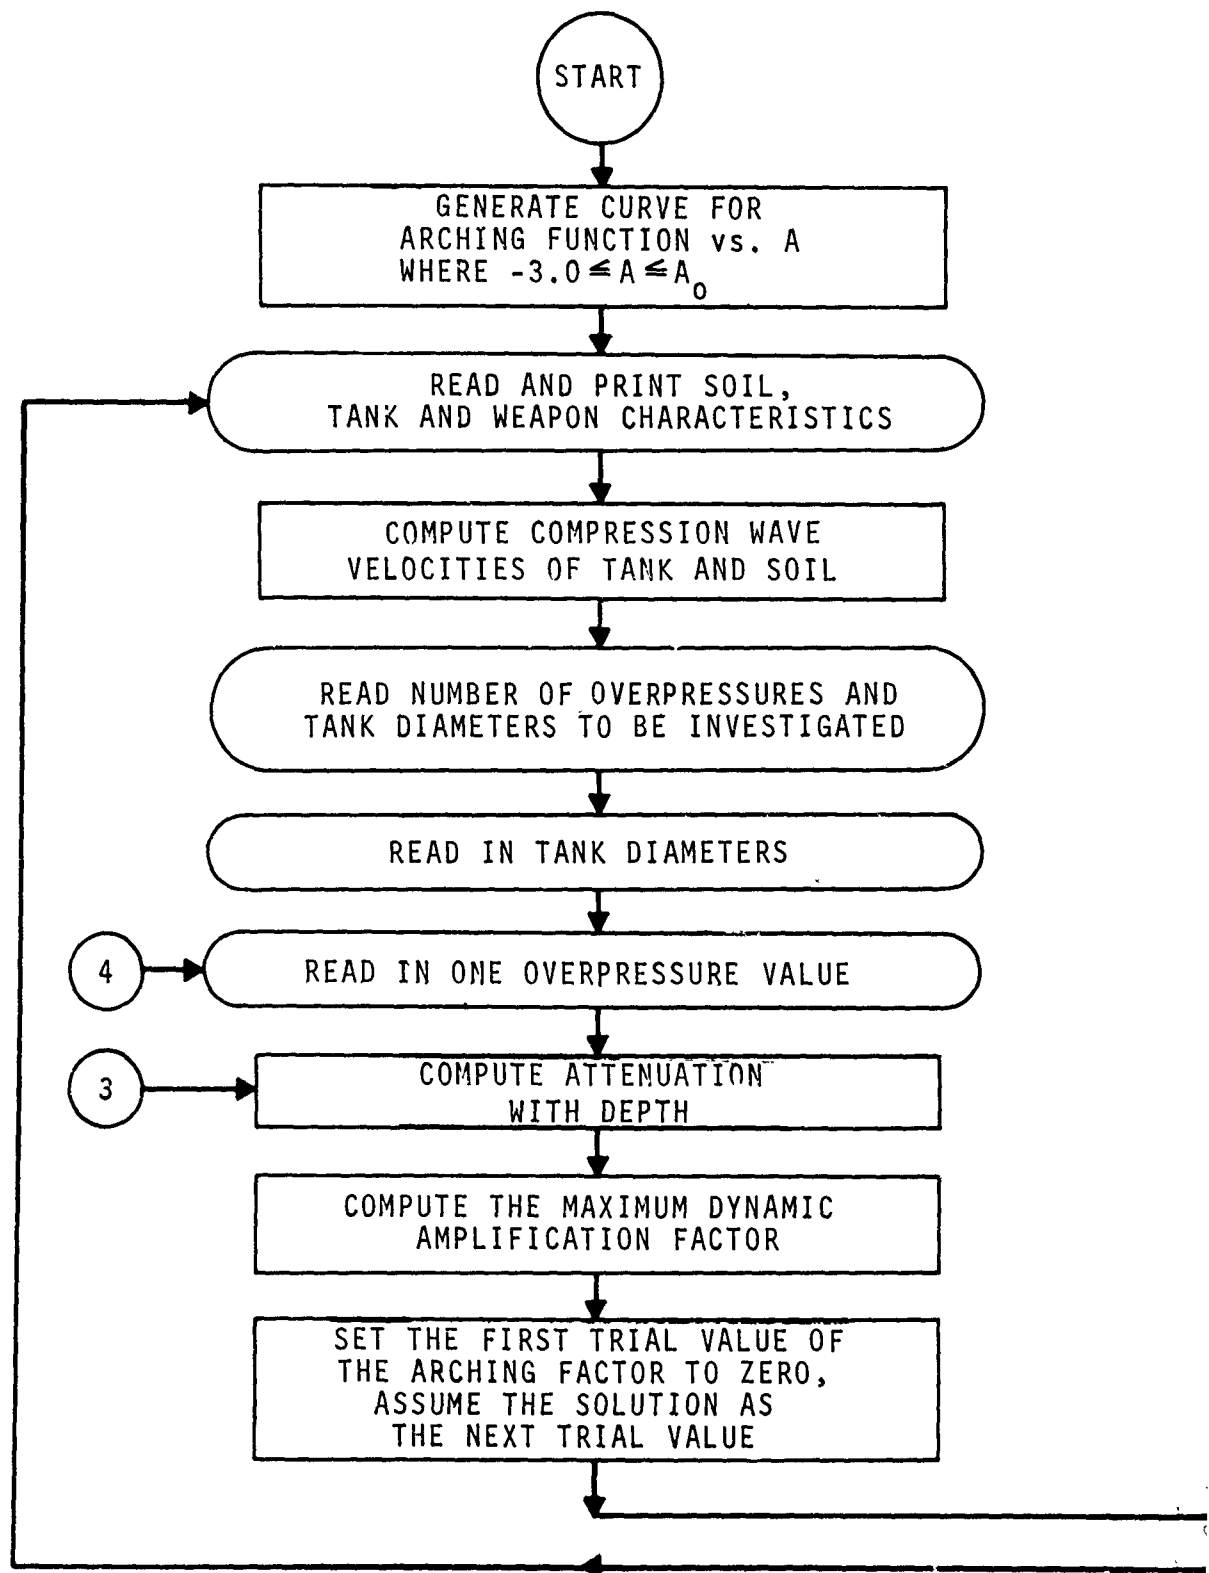 START
GENERATE CURVE FOR
ARCHING FUNCTION vs. A
WHERE -3.0 ≤ A ≤ A₀
READ AND PRINT SOIL,
TANK AND WEAPON CHARACTERISTICS
COMPUTE COMPRESSION WAVE
VELOCITIES OF TANK AND SOIL
READ NUMBER OF OVERPRESSURES AND
TANK DIAMETERS TO BE INVESTIGATED
READ IN TANK DIAMETERS
4
READ IN ONE OVERPRESSURE VALUE
3
COMPUTE ATTENUATION
WITH DEPTH
COMPUTE THE MAXIMUM DYNAMIC
AMPLIFICATION FACTOR
SET THE FIRST TRIAL VALUE OF
THE ARCHING FACTOR TO ZERO,
ASSUME THE SOLUTION AS
THE NEXT TRIAL VALUE